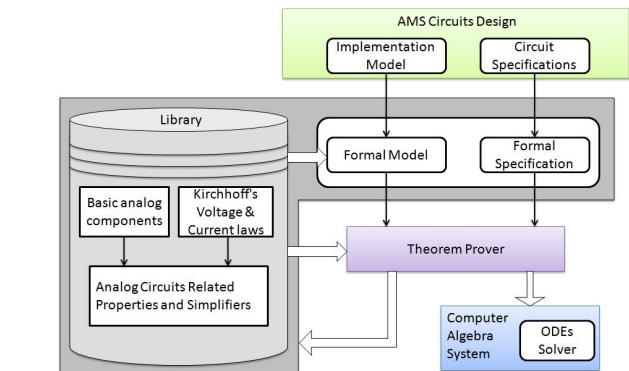 AMS Circuits Design
Implementation
Model
Circuit
Specifications
Library
Formal Model
Formal
Specification
Basic analog
components
Kirchhoff's
Voltage &
Current laws
Theorem Prover
Analog Circuits Related
Properties and Simplifiers
Computer
Algebra
System
ODEs
Solver